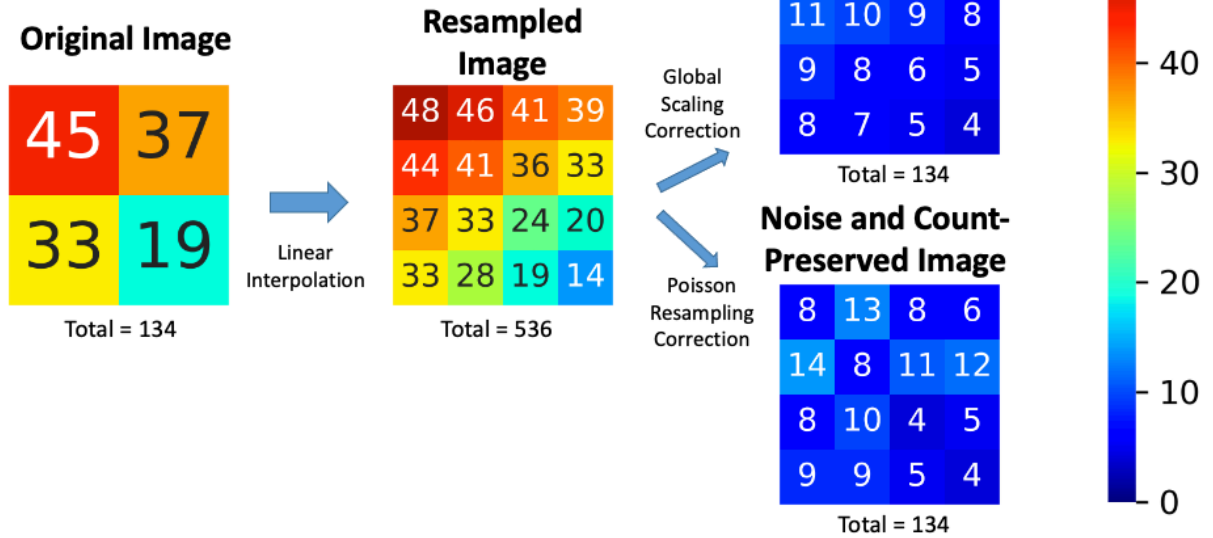 Original Image
45 37
33 19
Total = 134
Linear
Interpolation
Resampled
Image
48 46 41 39
44 41 36 33
37 33 24 20
33 28 19 14
Total = 536
Global
Scaling
Correction
11 10 9 8
9 8 6 5
8 7 5 4
Total = 134
Poisson
Resampling
Correction
Noise and Count-
Preserved Image
8 13 8 6
14 8 11 12
8 10 4 5
9 9 5 4
Total = 134
40
30
20
10
0